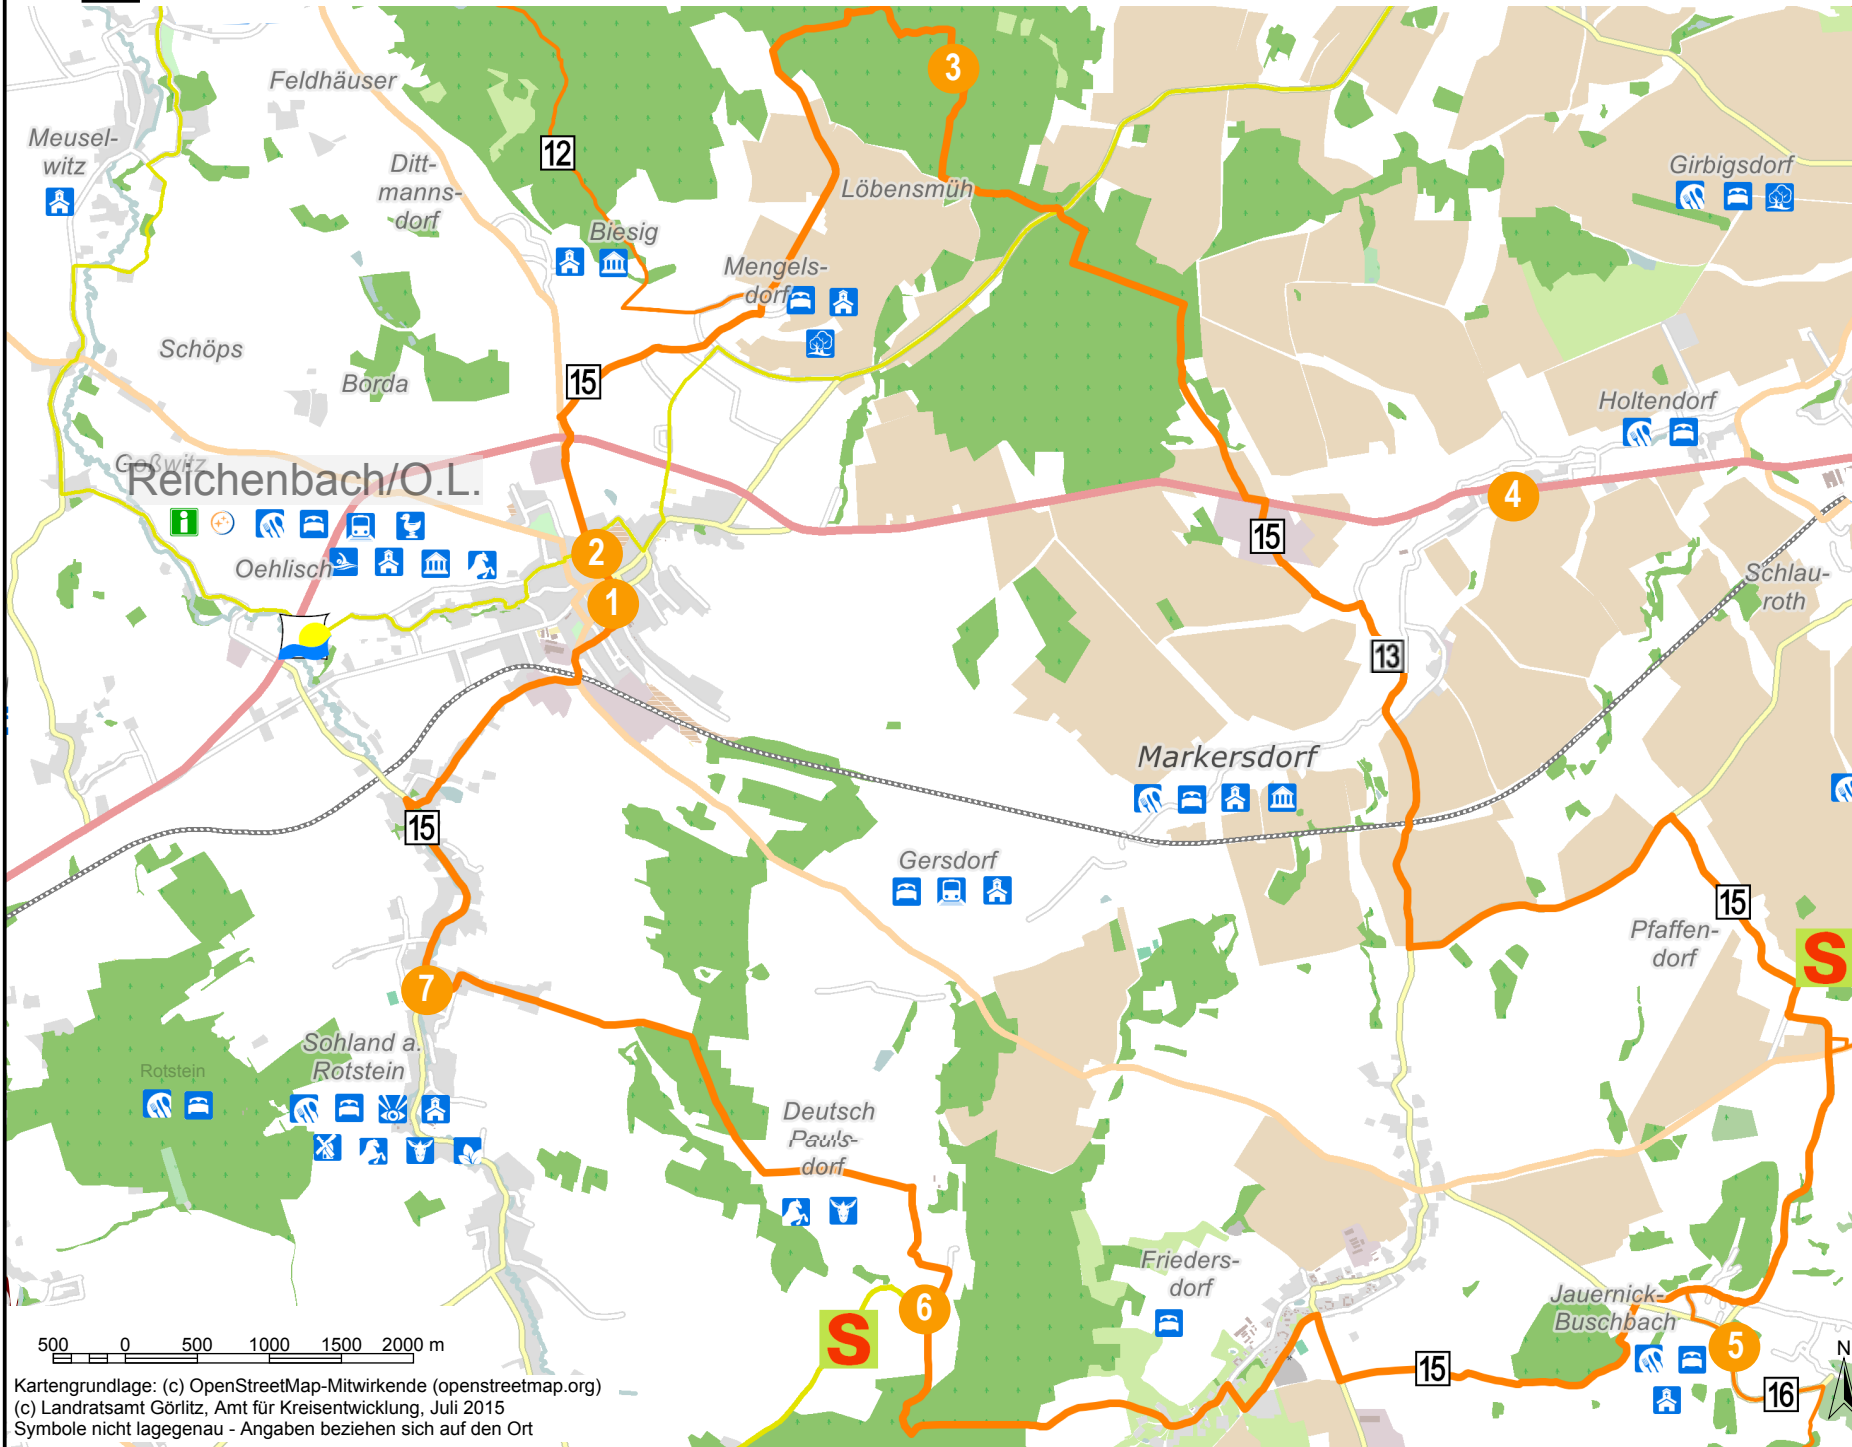 3
Feldhäuser
Meusel-
witz
12
Ditt-
manns-
dorf
Löbensmüh
Girbigsdorf
Biesig
Mengels-
dorf
Schöps
Borda
15
Holtendorf
Goßwitz
Reichenbach/O.L.
4
15
2
Oehlisch
1
Schlau-
roth
13
Markersdorf
15
Gersdorf
15
Pfaffen-
dorf
S
7
Sohland a.
Rotstein
Rotstein
Deutsch
Pauls-
dorf
Frieders-
dorf
Jauernick-
Buschbach
6
S
5
15
16
N
500 0 500 1000 1500 2000 m
Kartengrundlage: (c) OpenStreetMap-Mitwirkende (openstreetmap.org)
(c) Landratsamt Görlitz, Amt für Kreisentwicklung, Juli 2015
Symbole nicht lagegenau - Angaben beziehen sich auf den Ort